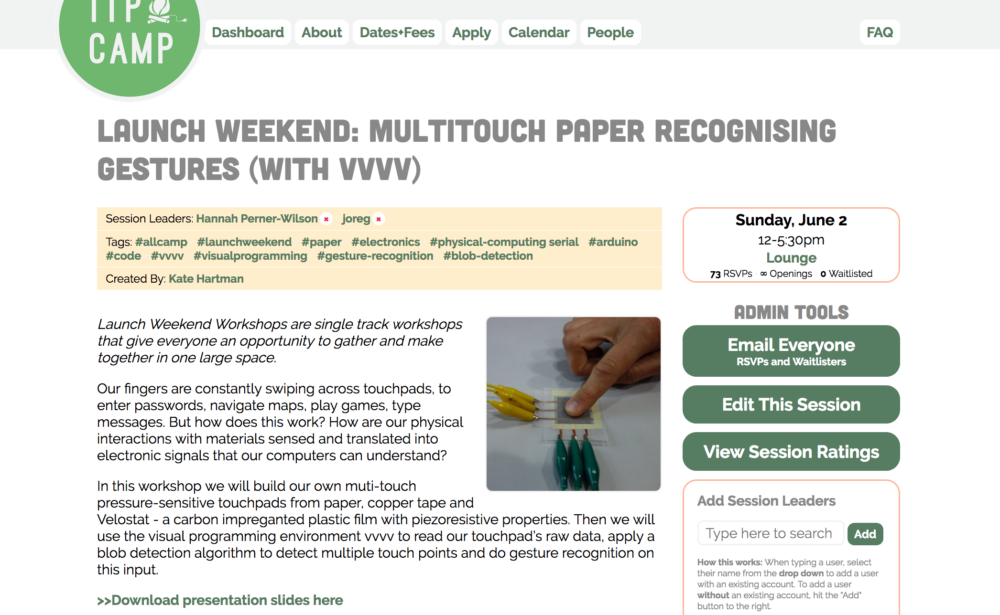 ITP
CAMP
Dashboard About Dates+Fees Apply Calendar People FAQ
LAUNCH WEEKEND: MULTITOUCH PAPER RECOGNISING
GESTURES (WITH VVVV)
Session Leaders: Hannah Perner-Wilson joreg
Tags: #allcamp #launchweekend #paper #electronics #physical-computing serial #arduino
#code #vvvv #visualprogramming #gesture-recognition #blob-detection
Created By: Kate Hartman
Sunday, June 2
12-5:30pm
Lounge
73 RSVPs ∞ Openings 0 Waitlisted
Launch Weekend Workshops are single track workshops
that give everyone an opportunity to gather and make
together in one large space.
Our fingers are constantly swiping across touchpads, to
enter passwords, navigate maps, play games, type
messages. But how does this work? How are our physical
interactions with materials sensed and translated into
electronic signals that our computers can understand?
In this workshop we will build our own muti-touch
pressure-sensitive touchpads from paper, copper tape and
Velostat - a carbon impreganted plastic film with piezoresistive properties. Then we will
use the visual programming environment vvvv to read our touchpad's raw data, apply a
blob detection algorithm to detect multiple touch points and do gesture recognition on
this input.
>>Download presentation slides here
ADMIN TOOLS
Email Everyone
RSVPs and Waitlisters
Edit This Session
View Session Ratings
Add Session Leaders
Type here to search Add
How this works: When typing a user, select
their name from the drop down to add a user
with an existing account. To add a user
without an existing account, hit the "Add"
button to the right.